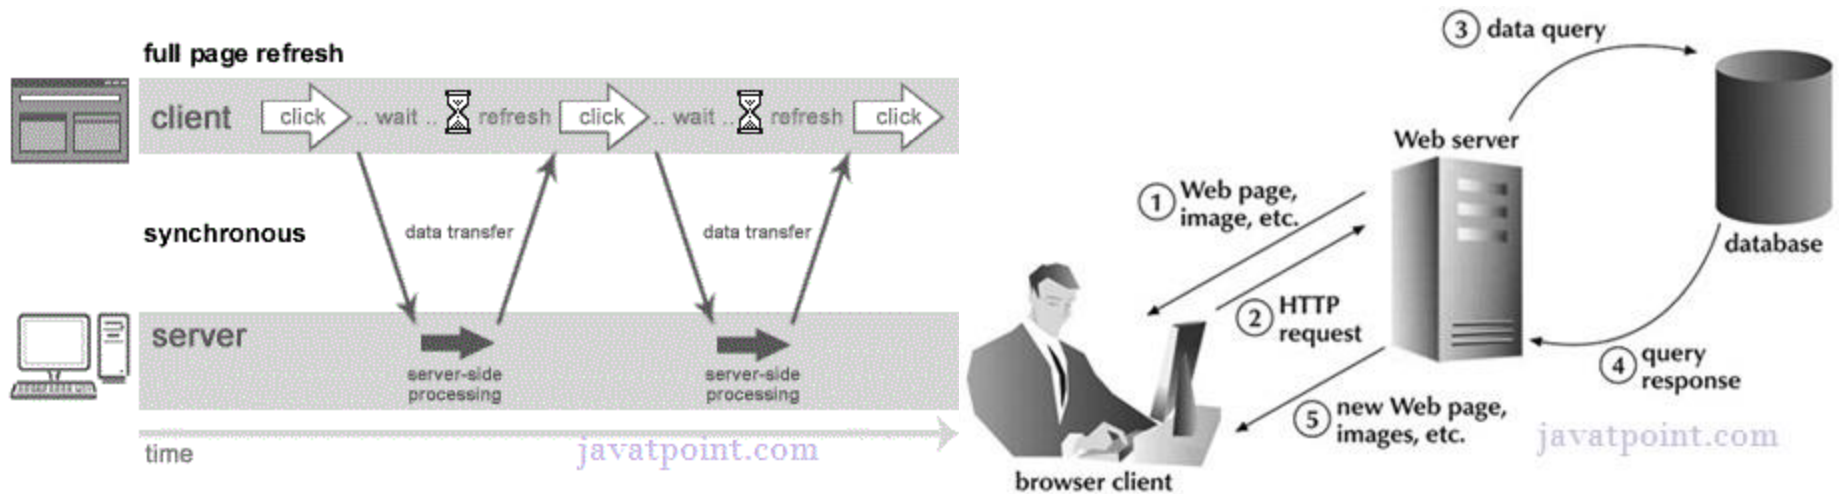 full page refresh
client
click
.. wait ..
refresh
click
.. wait ..
refresh
click
synchronous
data transfer
data transfer
server
server-side
processing
server-side
processing
time
javatpoint.com
3 data query
Web server
1 Web page,
image, etc.
database
2 HTTP
request
4 query
response
5 new Web page,
images, etc.
javatpoint.com
browser client